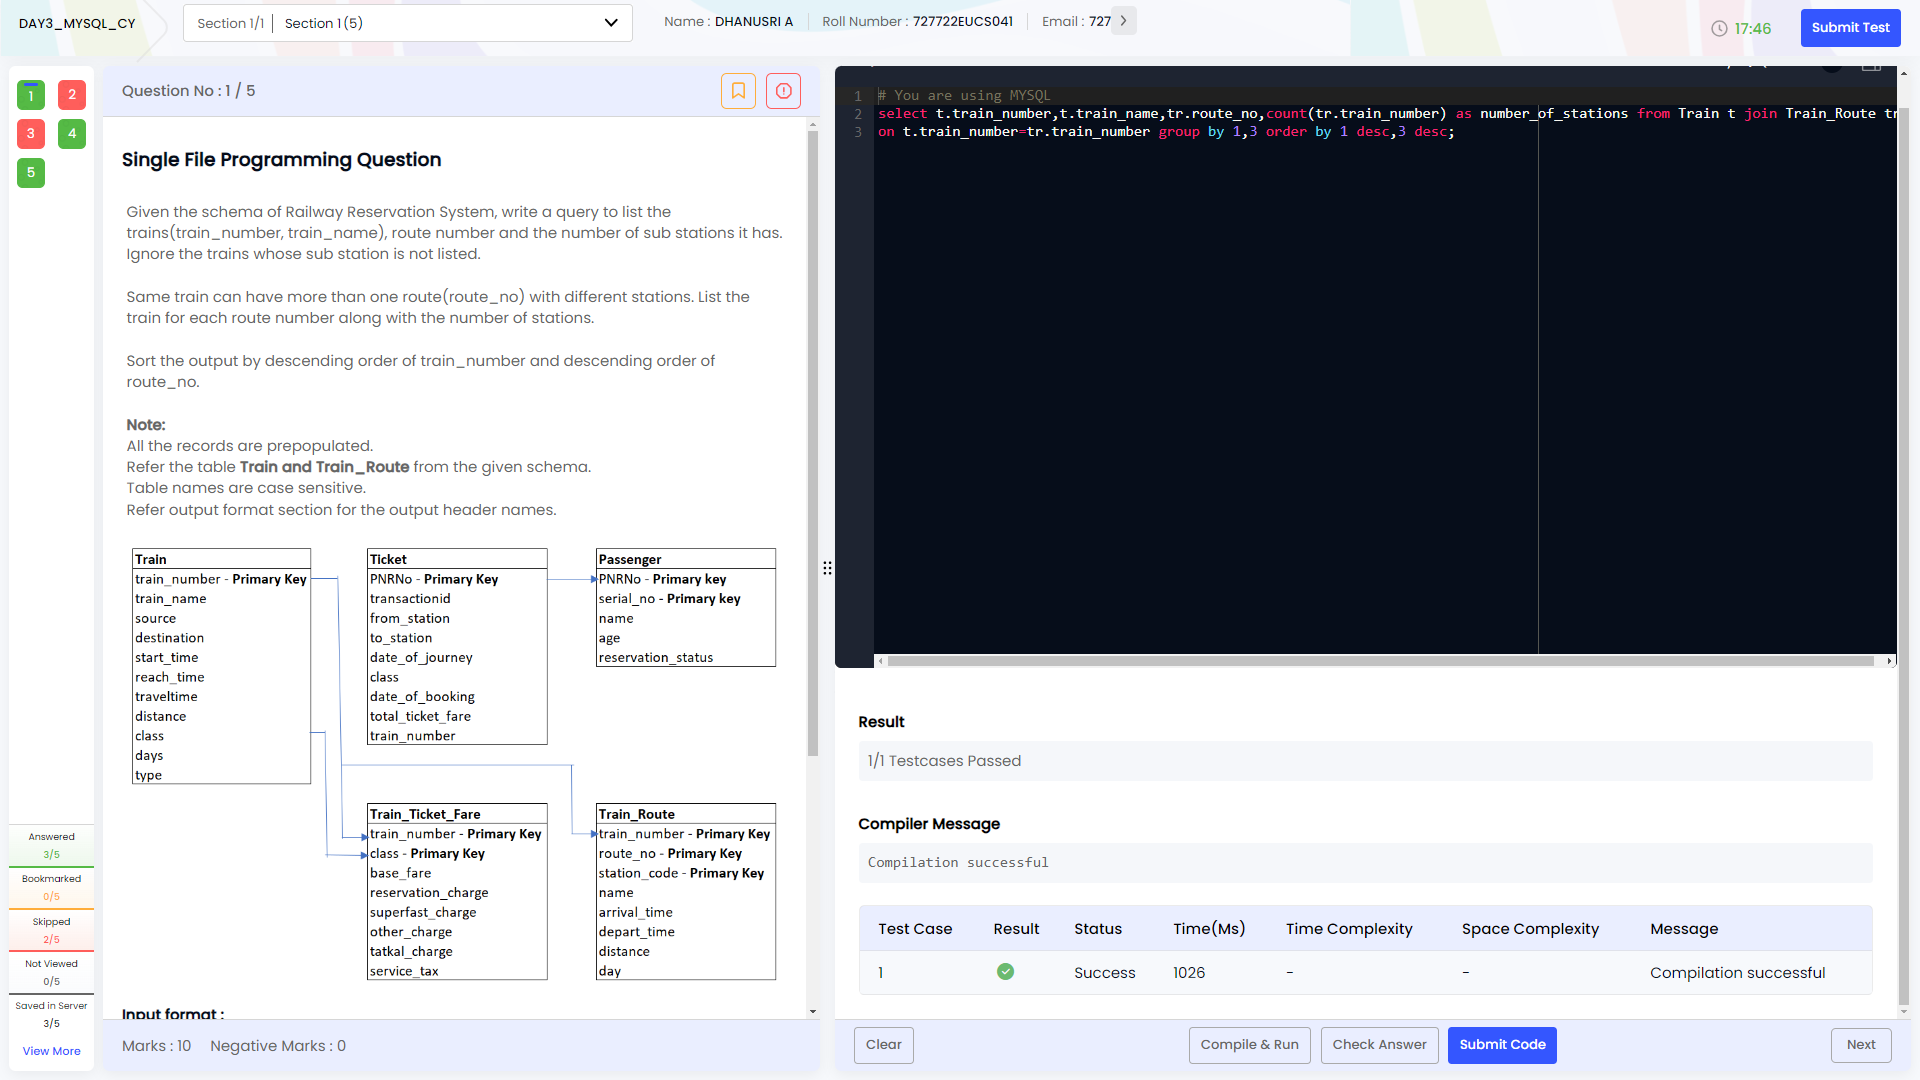 DAY3_MYSQL_CY
Section 1/1 | Section 1 (5)
Name : DHANUSRI A
Roll Number : 727722EUCS041
Email : 727
17:46
Submit Test
1
2
3
4
5
Answered
3/5
Bookmarked
0/5
Skipped
2/5
Not Viewed
0/5
Saved in Server
3/5
View More
Question No : 1 / 5
Single File Programming Question
Given the schema of Railway Reservation System, write a query to list the
trains(train_number, train_name), route number and the number of sub stations it has.
Ignore the trains whose sub station is not listed.
Same train can have more than one route(route_no) with different stations. List the
train for each route number along with the number of stations.
Sort the output by descending order of train_number and descending order of
route_no.
Note:
All the records are prepopulated.
Refer the table Train and Train_Route from the given schema.
Table names are case sensitive.
Refer output format section for the output header names.
Train
train_number - Primary Key
train_name
source
destination
start_time
reach_time
traveltime
distance
class
days
type
Ticket
PNRNo - Primary Key
transactionid
from_station
to_station
date_of_journey
class
date_of_booking
total_ticket_fare
train_number
Passenger
PNRNo - Primary key
serial_no - Primary key
name
age
reservation_status
Train_Ticket_Fare
train_number - Primary Key
class - Primary Key
base_fare
reservation_charge
superfast_charge
other_charge
tatkal_charge
service_tax
Train_Route
train_number - Primary Key
route_no - Primary Key
station_code - Primary Key
name
arrival_time
depart_time
distance
day
Input format :
Marks : 10
Negative Marks : 0
1 # You are using MYSQL
2 select t.train_number,t.train_name,tr.route_no,count(tr.train_number) as number_of_stations from Train t join Train_Route tr
3 on t.train_number=tr.train_number group by 1,3 order by 1 desc,3 desc;
Result
1/1 Testcases Passed
Compiler Message
Compilation successful
Test Case Result Status Time(Ms) Time Complexity Space Complexity Message
1 Success 1026 - - Compilation successful
Clear
Compile & Run
Check Answer
Submit Code
Next